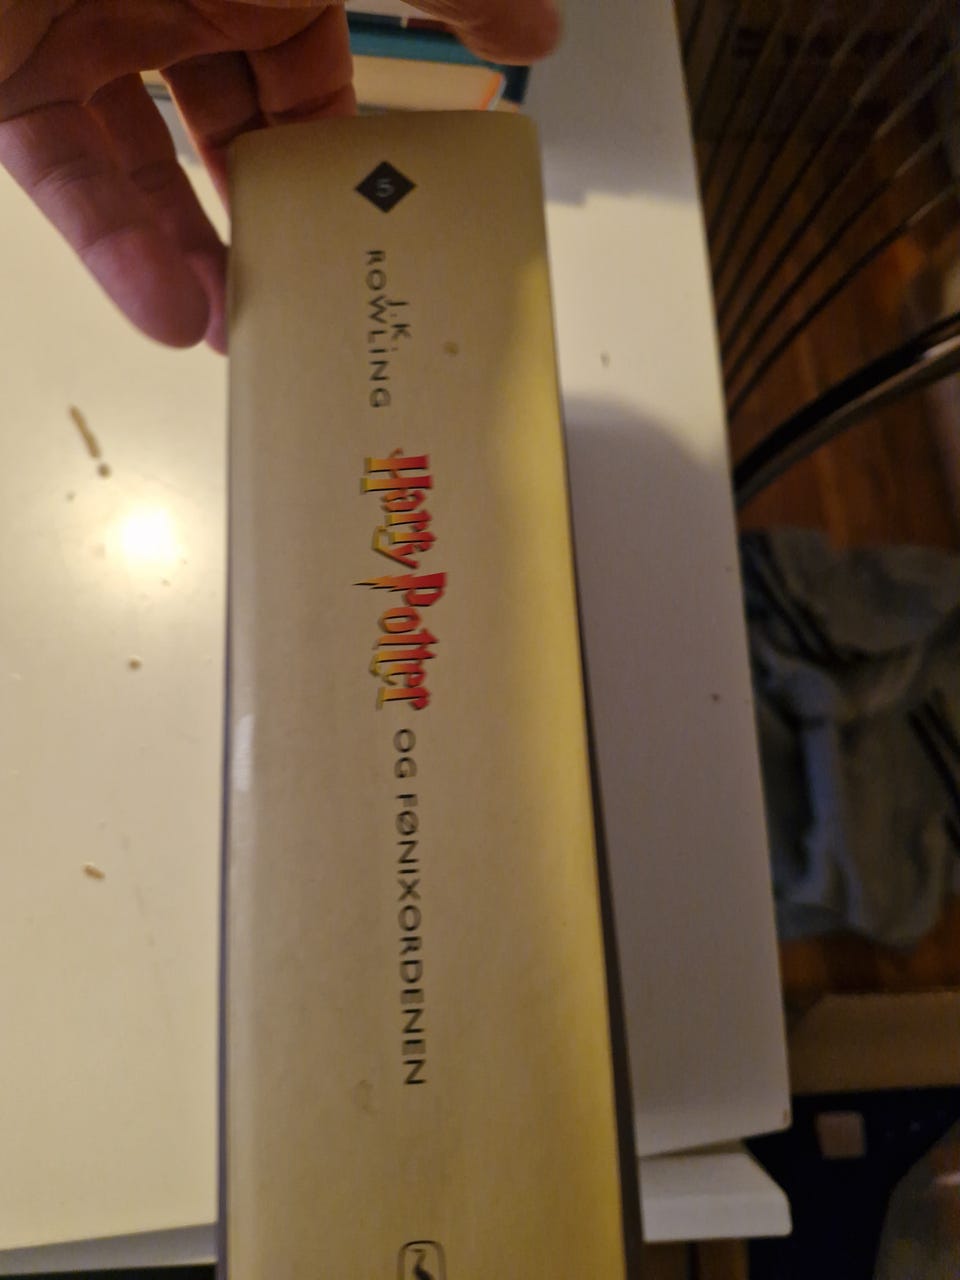 5
J.K.
ROWLING
Harry Potter
OG FØNIXORDENEN